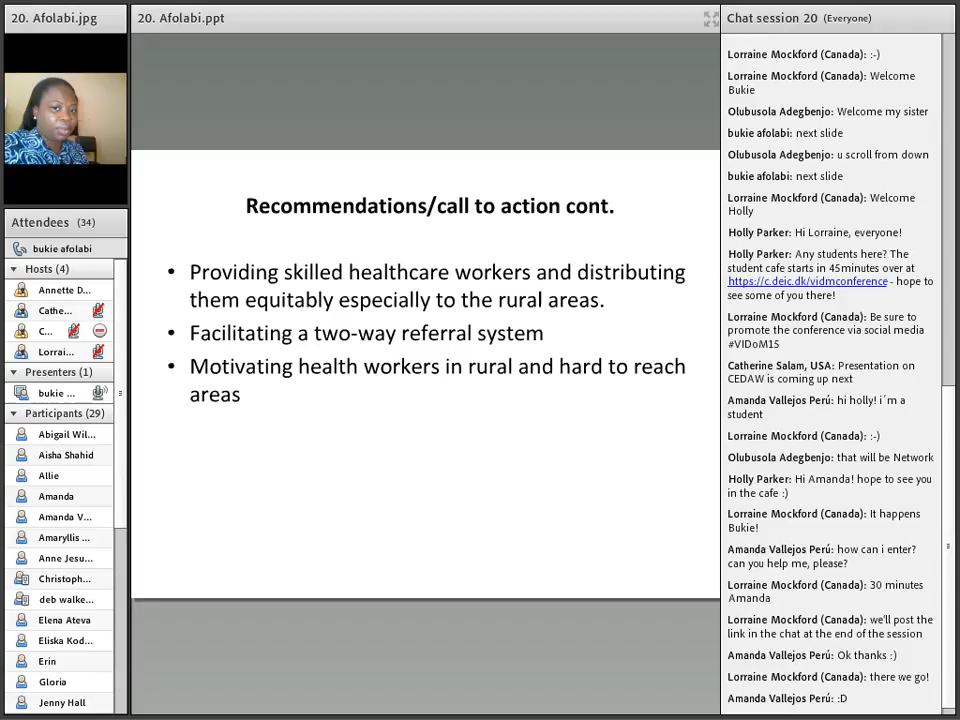 20. Afolabi.jpg
Attendees (34)
bukie afolabi
Hosts (4)
Annette D...
Cathe...
C...
Lorrai...
Presenters (1)
bukie ...
Participants (29)
Abigail Wil...
Aisha Shahid
Allie
Amanda
Amanda V...
Amaryllis ...
Anne Jesu...
Christoph...
deb walke...
Elena Ateva
Eliska Kod...
Erin
Gloria
Jenny Hall
20. Afolabi.ppt
Recommendations/call to action cont.
• Providing skilled healthcare workers and distributing
them equitably especially to the rural areas.
• Facilitating a two-way referral system
• Motivating health workers in rural and hard to reach
areas
Chat session 20 (Everyone)
Lorraine Mockford (Canada): :-)
Lorraine Mockford (Canada): Welcome
Bukie
Olubusola Adegbenjo: Welcome my sister
bukie afolabi: next slide
Olubusola Adegbenjo: u scroll from down
bukie afolabi: next slide
Lorraine Mockford (Canada): Welcome
Holly
Holly Parker: Hi Lorraine, everyone!
Holly Parker: Any students here? The
student cafe starts in 45minutes over at
https://c.deic.dk/vidmconference - hope to
see some of you there!
Lorraine Mockford (Canada): Be sure to
promote the conference via social media
#VIDoM15
Catherine Salam, USA: Presentation on
CEDAW is coming up next
Amanda Vallejos Perú: hi holly! i´m a
student
Lorraine Mockford (Canada): :-)
Olubusola Adegbenjo: that will be Network
Holly Parker: Hi Amanda! hope to see you
in the cafe :)
Lorraine Mockford (Canada): It happens
Bukie!
Amanda Vallejos Perú: how can i enter?
can you help me, please?
Lorraine Mockford (Canada): 30 minutes
Amanda
Lorraine Mockford (Canada): we'll post the
link in the chat at the end of the session
Amanda Vallejos Perú: Ok thanks :)
Lorraine Mockford (Canada): there we go!
Amanda Vallejos Perú: :D